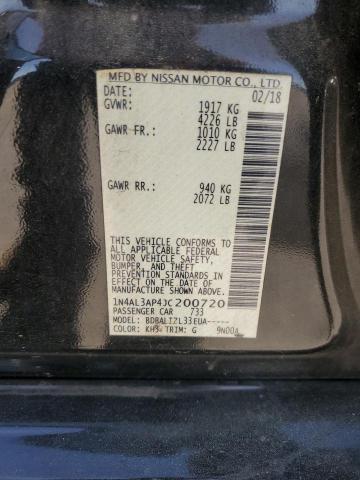 MFD BY NISSAN MOTOR CO., LTD.
DATE: 02/18
GVWR: 1917 KG
4226 LB
GAWR FR: 1010 KG
2227 LB
GAWR RR: 940 KG
2072 LB
THIS VEHICLE CONFORMS TO
ALL APPLICABLE FEDERAL
MOTOR VEHICLE SAFETY,
BUMPER, AND THEFT
PREVENTION STANDARDS IN
EFFECT ON THE DATE OF
MANUFACTURE SHOWN ABOVE.
1N4AL3AP4JC200720
PASSENGER CAR 733
MODEL: 
COLOR: KH3 TRIM: G 9N00A